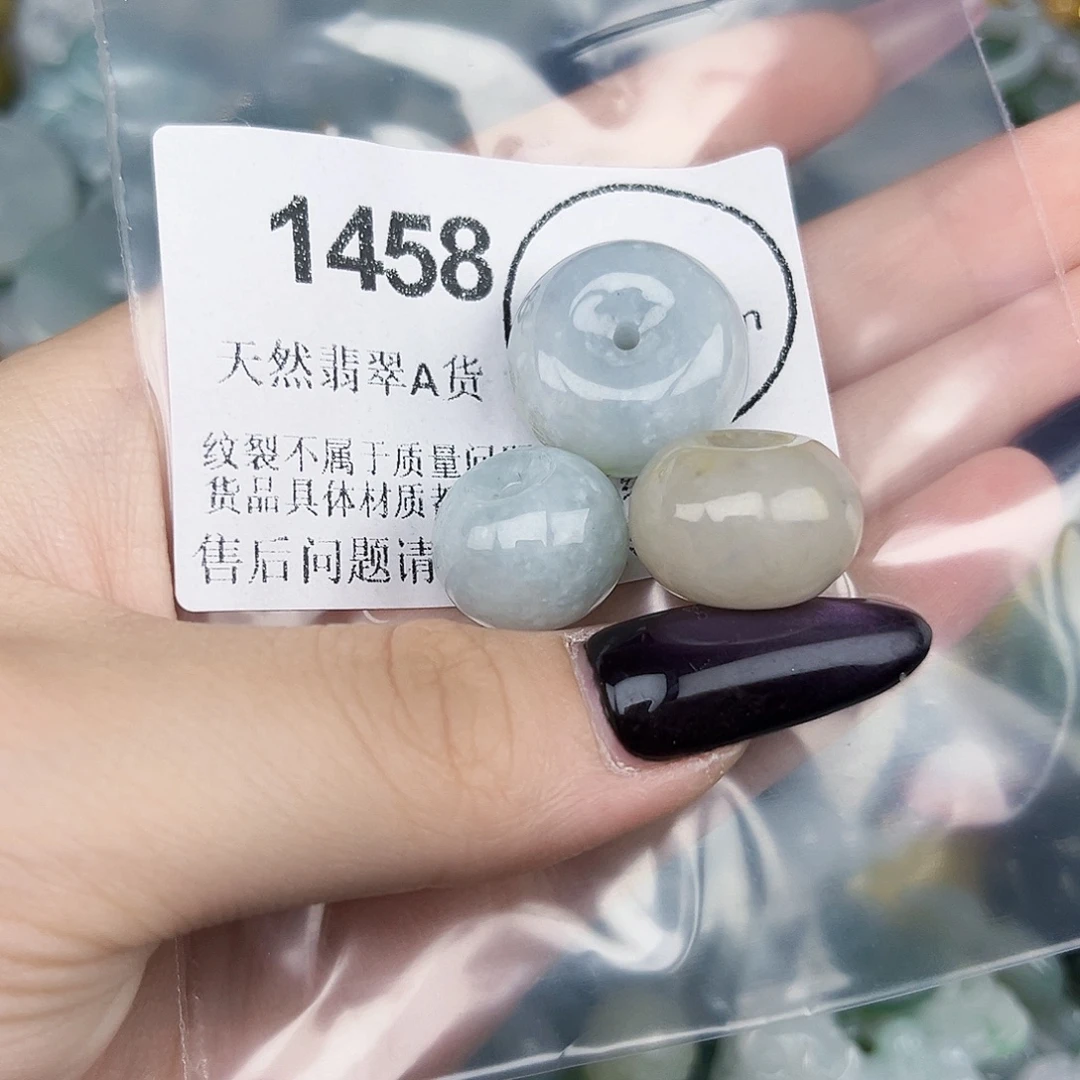 1458
天然翡翠A货
纹裂不属于质量问
货品具体材质
售后问题请